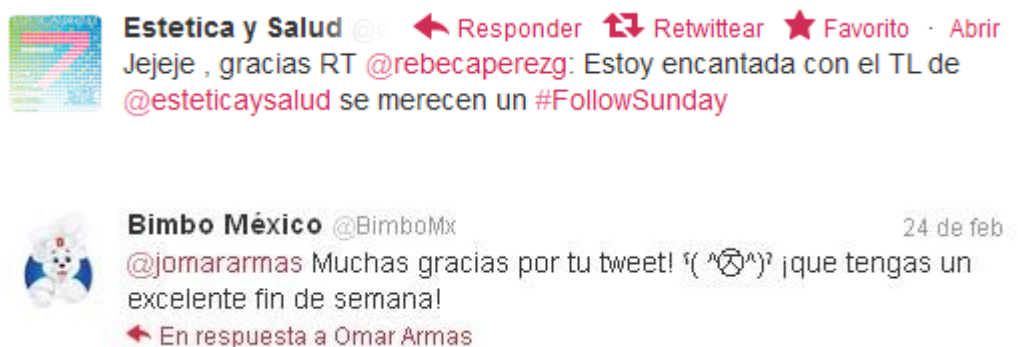 Estetica y Salud Responder Retwittear Favorito · Abrir
Jejeje , gracias RT @rebecaperezg: Estoy encantada con el TL de
@esteticaysalud se merecen un #FollowSunday
Bimbo México @BimboMx 24 de feb
@jomararmas Muchas gracias por tu tweet! ˤ( ^㉨^)ˀ ¡que tengas un
excelente fin de semana!
En respuesta a Omar Armas